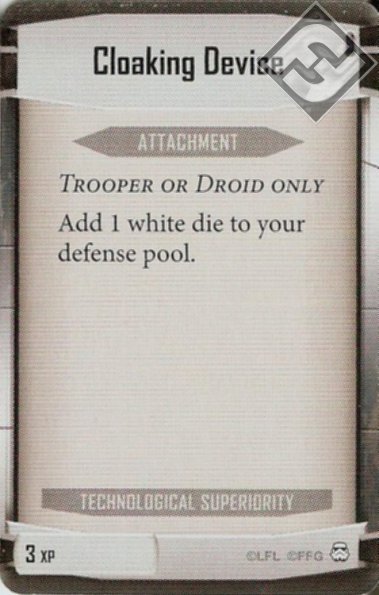 Cloaking Device
ATTACHMENT
TROOPER OR DROID ONLY
Add 1 white die to your
defense pool.
TECHNOLOGICAL SUPERIORITY
3 XP
©LFL ©FFG